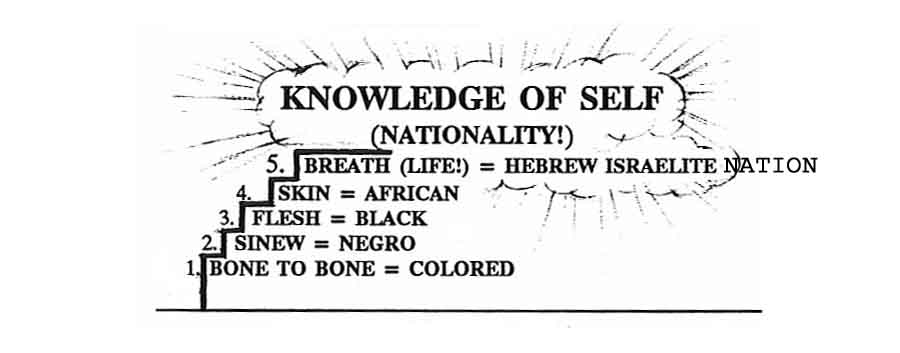 KNOWLEDGE OF SELF
(NATIONALITY!)
5. BREATH (LIFE!) = HEBREW ISRAELITE NATION
4. SKIN = AFRICAN
3. FLESH = BLACK
2. SINEW = NEGRO
1. BONE TO BONE = COLORED